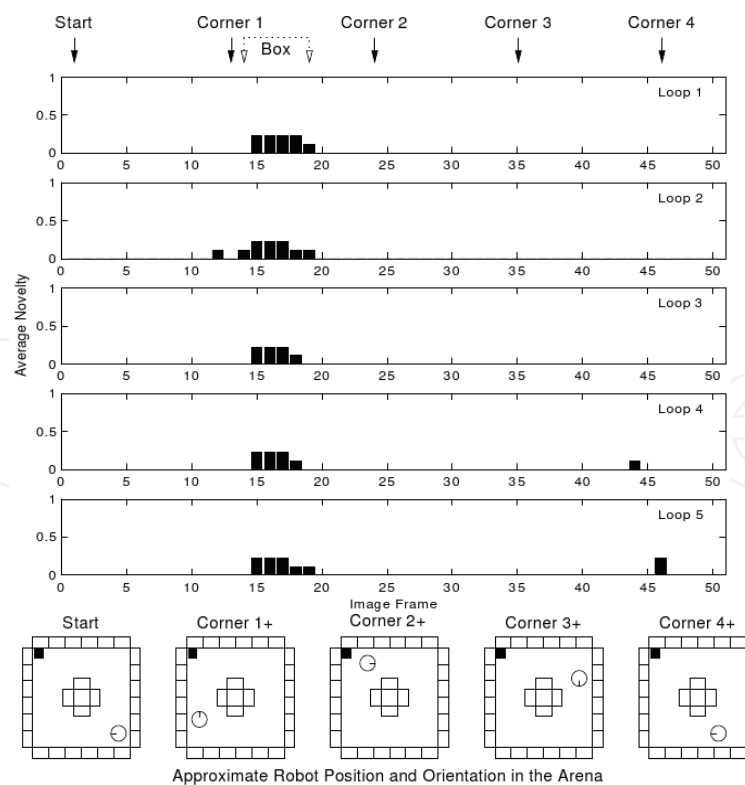 Start Corner 1 Corner 2 Corner 3 Corner 4
Box
1 Loop 1
0.5
0
0 5 10 15 20 25 30 35 40 45 50
1 Loop 2
0.5
0
0 5 10 15 20 25 30 35 40 45 50
1 Loop 3
0.5
0
0 5 10 15 20 25 30 35 40 45 50
1 Loop 4
0.5
0
0 5 10 15 20 25 30 35 40 45 50
1 Loop 5
0.5
0
0 5 10 15 20 25 30 35 40 45 50
Average Novelty
Image Frame
Start Corner 1+ Corner 2+ Corner 3+ Corner 4+
Approximate Robot Position and Orientation in the Arena